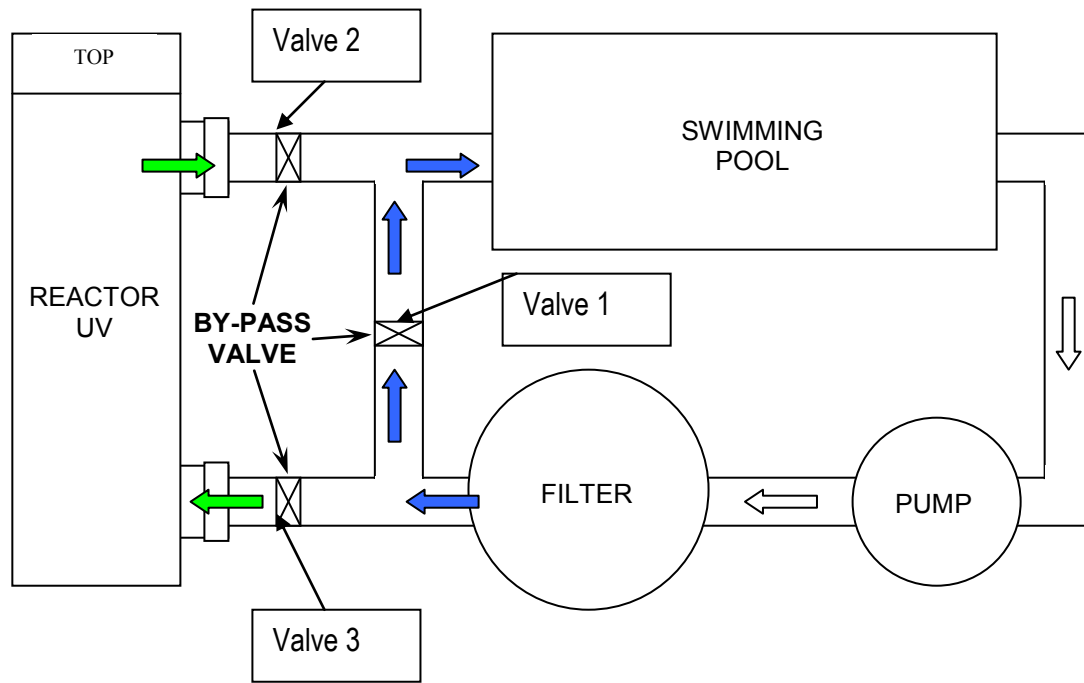 Valve 2
TOP
SWIMMING
POOL
REACTOR
UV
BY-PASS
VALVE
Valve 1
FILTER
PUMP
Valve 3